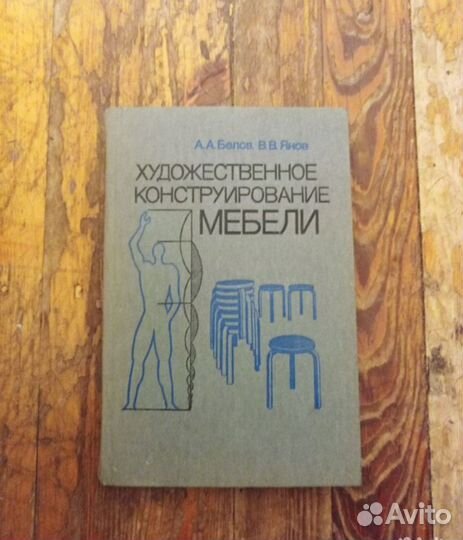 А.А.Белов, В.В.Янов
ХУДОЖЕСТВЕННОЕ
КОНСТРУИРОВАНИЕ
МЕБЕЛИ
Avito